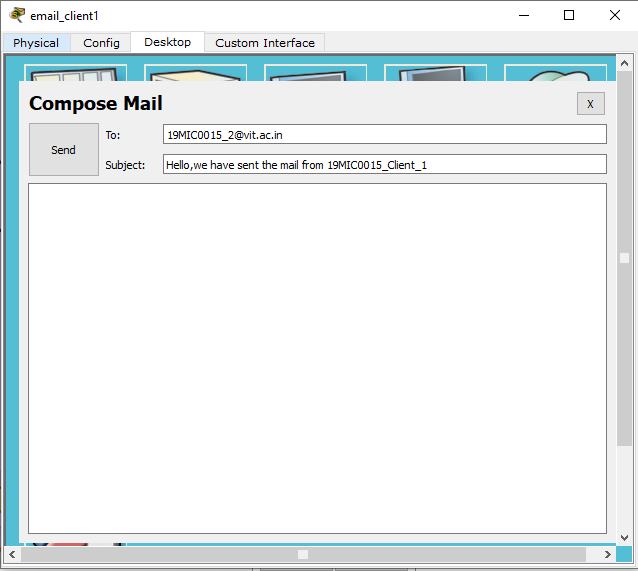 email_client1
Physical Config Desktop Custom Interface
Compose Mail X
Send
To: 19MIC0015_2@vit.ac.in
Subject: Hello,we have sent the mail from 19MIC0015_Client_1